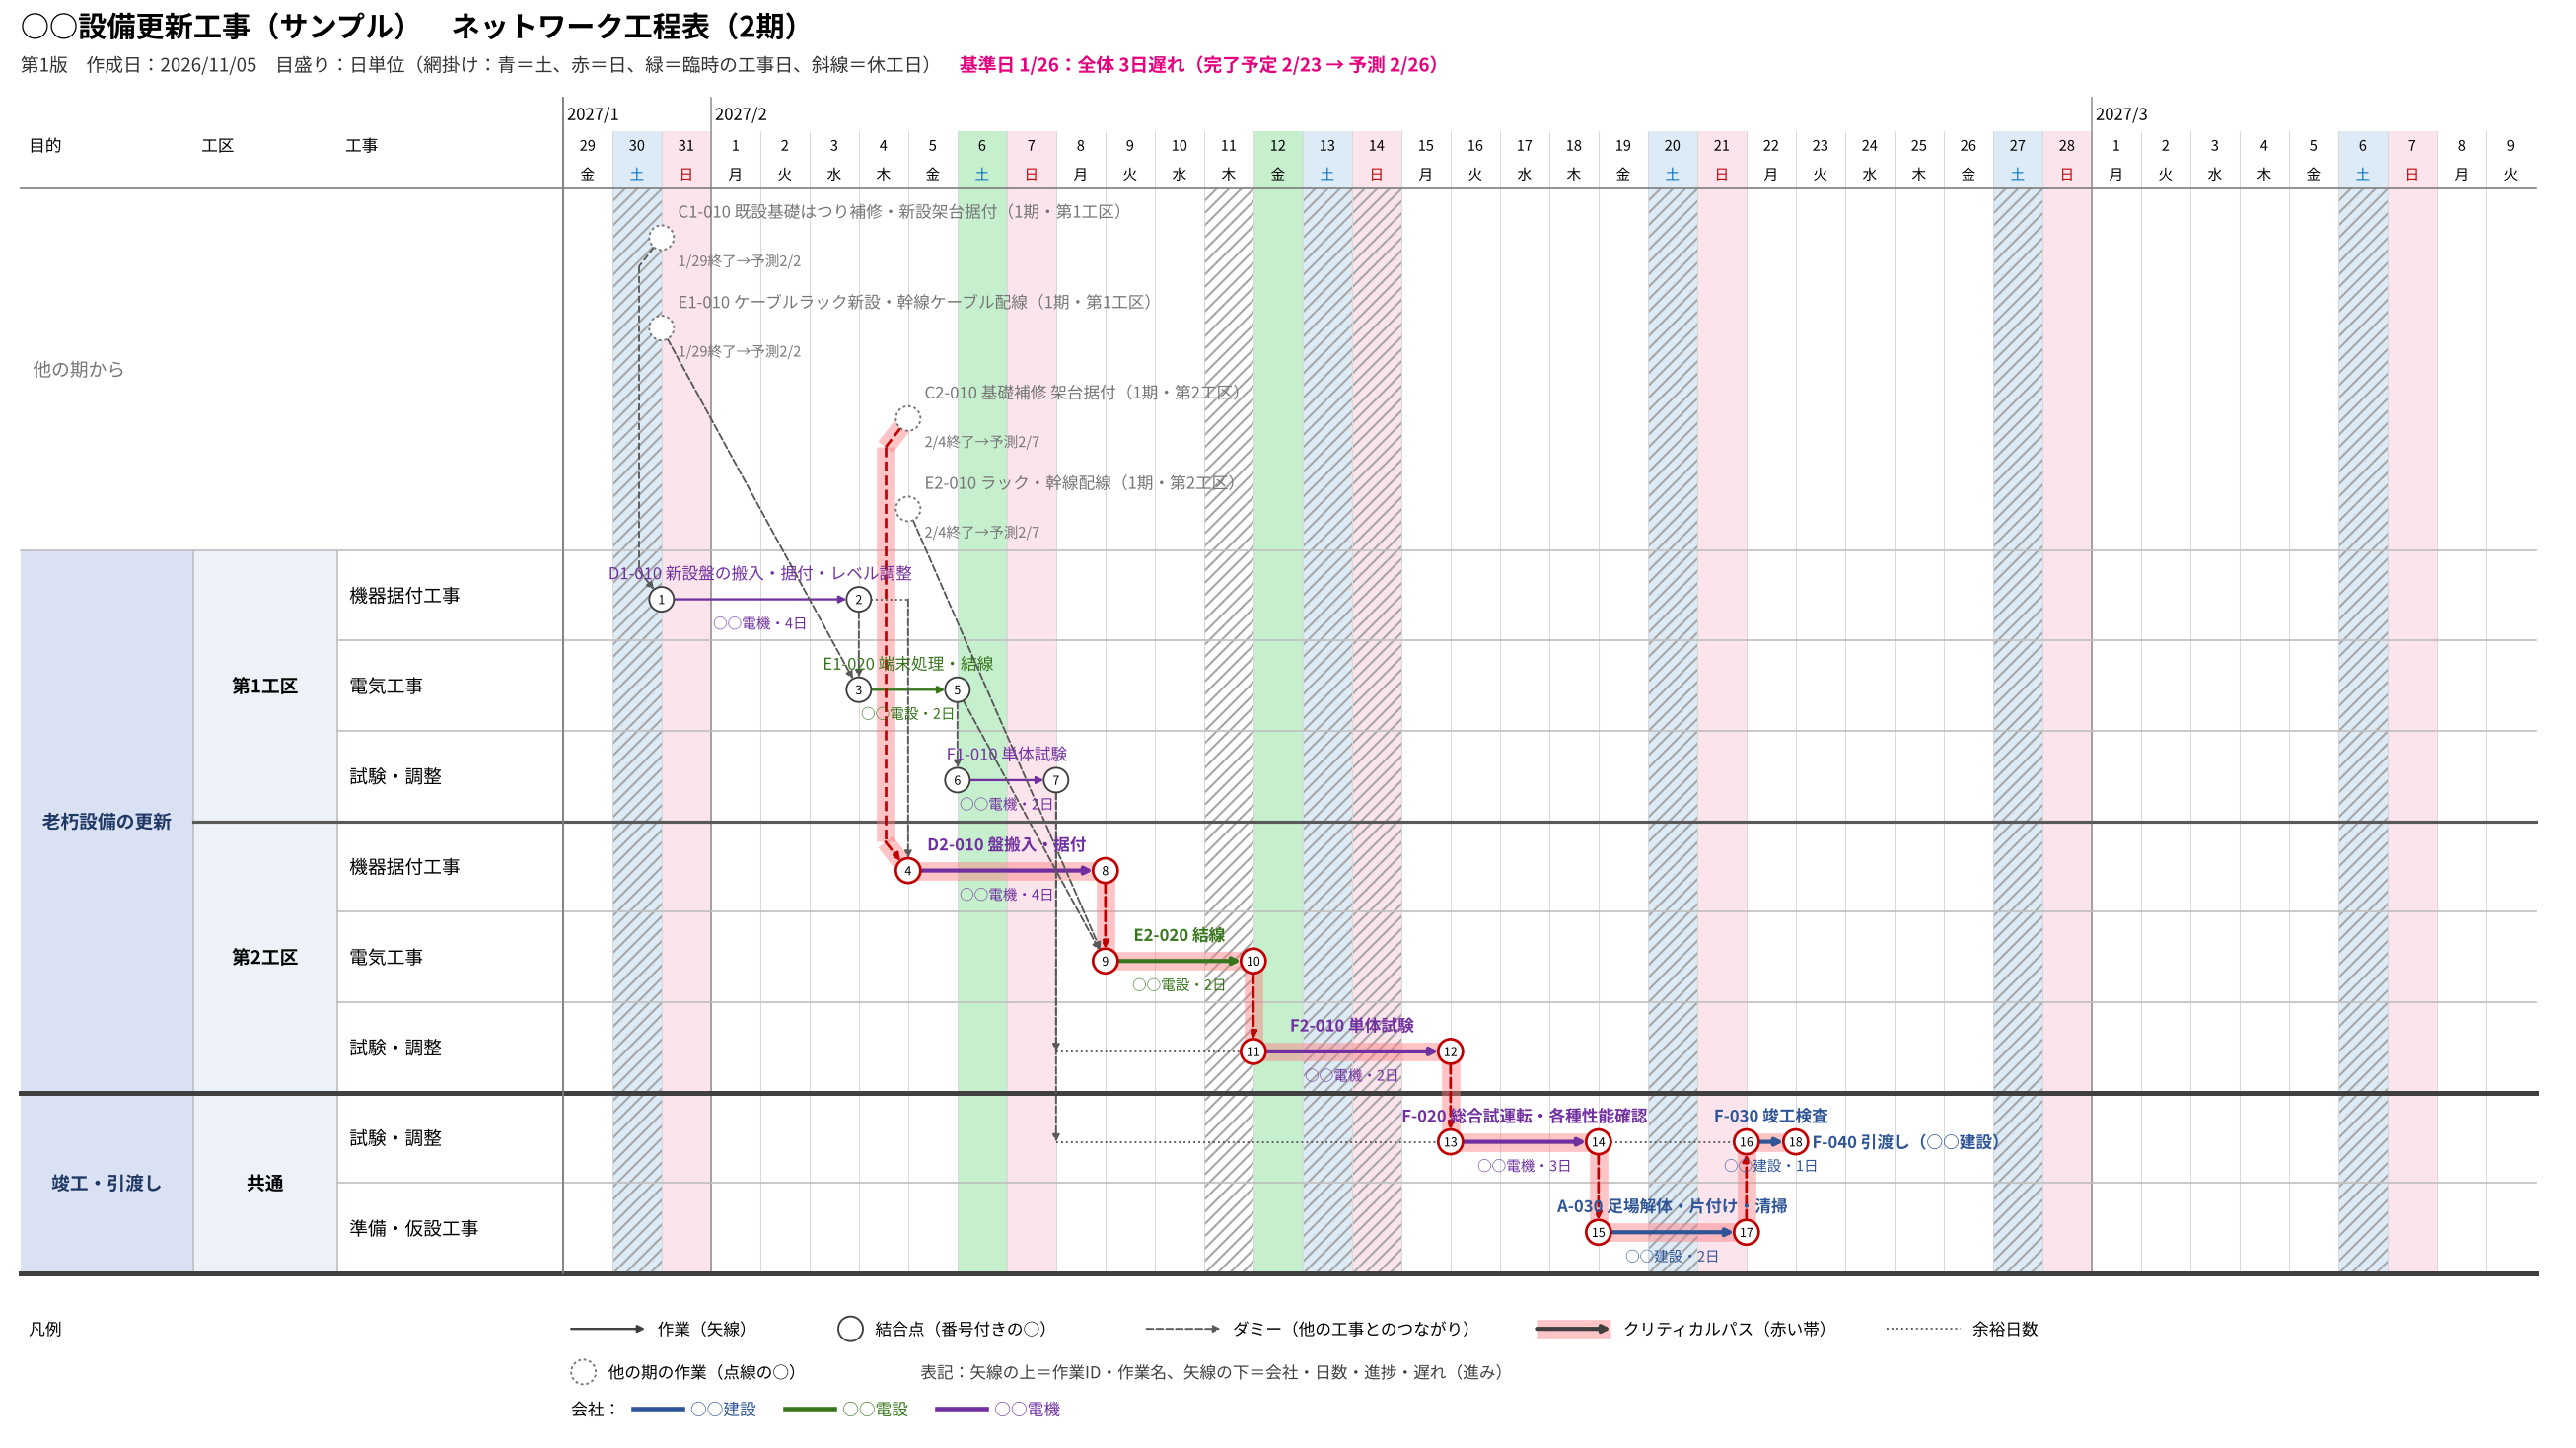 ○○設備更新工事（サンプル）　ネットワーク工程表（2期）
第1版　作成日：2026/11/05　目盛り：日単位（網掛け：青＝土、赤＝日、緑＝臨時の工事日、斜線＝休工日）　基準日 1/26：全体 3日遅れ（完了予定 2/23 → 予測 2/26）
2027/1 2027/2 2027/3
目的 工区 工事
29 30 31 1 2 3 4 5 6 7 8 9 10 11 12 13 14 15 16 17 18 19 20 21 22 23 24 25 26 27 28 1 2 3 4 5 6 7 8 9
金 土 日 月 火 水 木 金 土 日 月 火 水 木 金 土 日 月 火 水 木 金 土 日 月 火 水 木 金 土 日 月 火 水 木 金 土 日 月 火
他の期から
C1-010 既設基礎はつり補修・新設架台据付（1期・第1工区）
1/29終了→予測2/2
E1-010 ケーブルラック新設・幹線ケーブル配線（1期・第1工区）
1/29終了→予測2/2
C2-010 基礎補修 架台据付（1期・第2工区）
2/4終了→予測2/7
E2-010 ラック・幹線配線（1期・第2工区）
2/4終了→予測2/7
老朽設備の更新
第1工区
機器据付工事
D1-010 新設盤の搬入・据付・レベル調整
1 2
○○電機・4日
電気工事
E1-020 端末処理・結線
3 5
○○電設・2日
試験・調整
F1-010 単体試験
6 7
○○電機・2日
第2工区
機器据付工事
D2-010 盤搬入・据付
4 8
○○電機・4日
電気工事
E2-020 結線
9 10
○○電設・2日
試験・調整
F2-010 単体試験
11 12
○○電機・2日
竣工・引渡し
共通
試験・調整
F-020 総合試運転・各種性能確認
13 14
○○電機・3日
F-030 竣工検査
16 18 F-040 引渡し（○○建設）
○○建設・1日
準備・仮設工事
A-030 足場解体・片付け・清掃
15 17
○○建設・2日
凡例
作業（矢線） 結合点（番号付きの○） ダミー（他の工事とのつながり） クリティカルパス（赤い帯） 余裕日数
他の期の作業（点線の○） 表記：矢線の上＝作業ID・作業名、矢線の下＝会社・日数・進捗・遅れ（進み）
会社： ○○建設 ○○電設 ○○電機